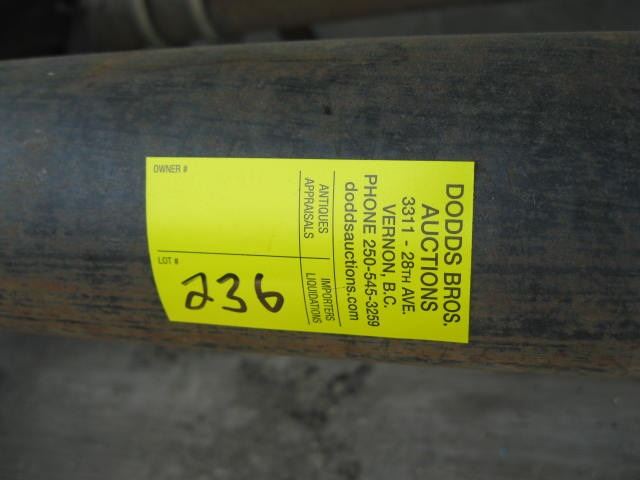 DODDS BROS.
AUCTIONS
3311 - 28TH AVE.
VERNON, B.C.
PHONE 250-545-3259
doddsauctions.com
ANTIQUES
APPRAISALS
IMPORTERS
LIQUIDATIONS
OWNER #
LOT #
236